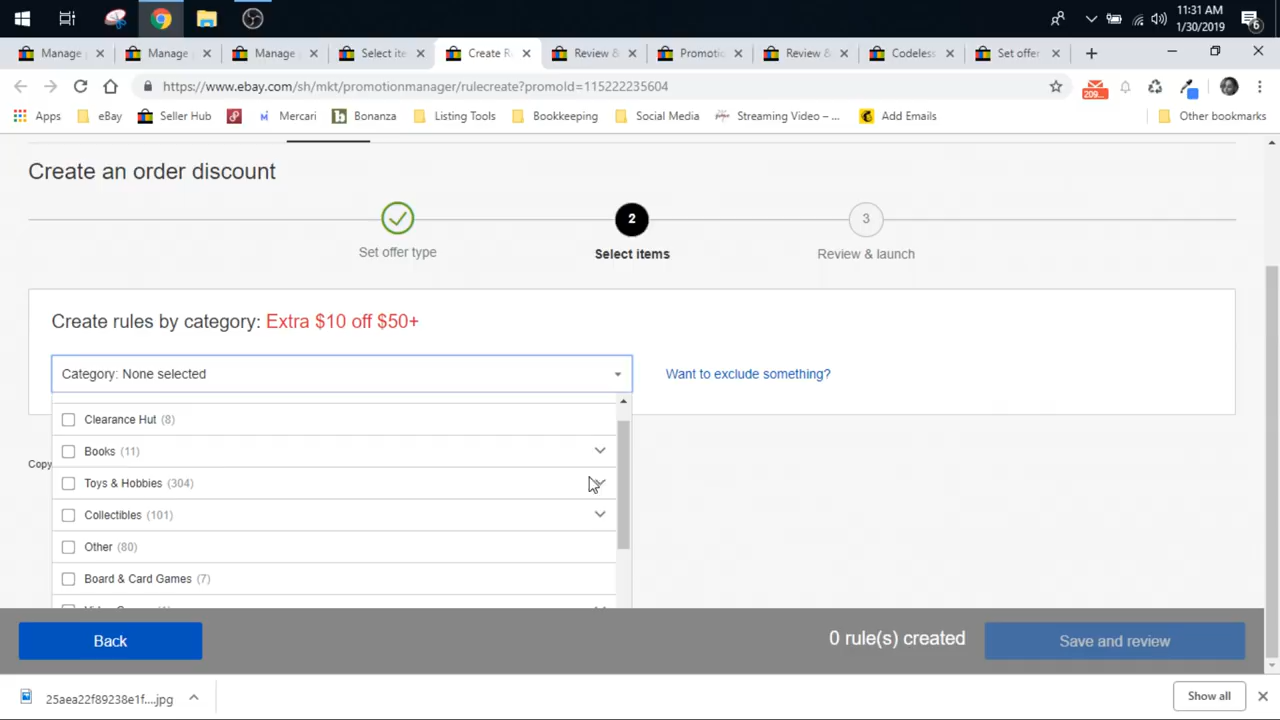 11:31 AM
1/30/2019
6
Manage
Manage
Manage
Select ite
Create R
Review &
Promotio
Review &
Codeless
Set offer
https://www.ebay.com/sh/mkt/promotionmanager/rulecreate?promoId=115222235604
209...
Apps
eBay
Seller Hub
Mercari
Bonanza
Listing Tools
Bookkeeping
Social Media
Streaming Video – ...
Add Emails
Other bookmarks
Create an order discount
2
3
Set offer type
Select items
Review & launch
Create rules by category: Extra $10 off $50+
Category: None selected
Want to exclude something?
Clearance Hut (8)
Books (11)
Copy
Toys & Hobbies (304)
Collectibles (101)
Other (80)
Board & Card Games (7)
Back
0 rule(s) created
Save and review
25aea22f89238e1f....jpg
Show all